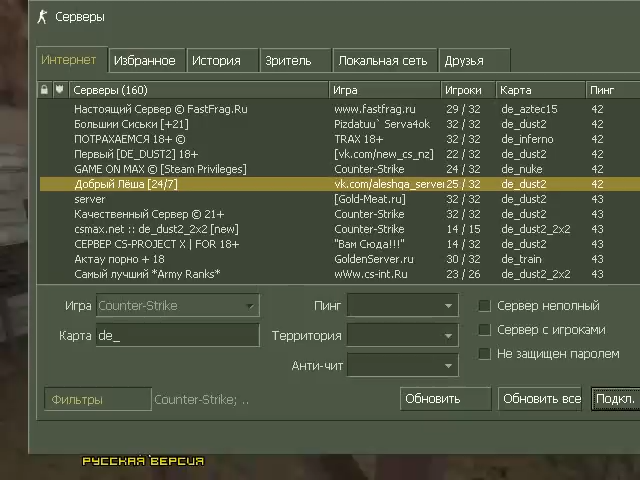 Серверы
Интернет Избранное История Зритель Локальная сеть Друзья
Серверы (160) Игра Игроки Карта Пинг
Настоящий Сервер © FastFrag.Ru www.fastfrag.ru 29 / 32 de_aztec15 42
Большии Сиськи [+21] Pizdatuu` Serva4ok 32 / 32 de_dust2 42
ПОТРАХАЕМСЯ 18+ © TRAX 18+ 32 / 32 de_inferno 42
Первый [DE_DUST2] 18+ [vk.com/new_cs_nz] 22 / 32 de_dust2 42
GAME ON MAX © [Steam Privileges] Counter-Strike 24 / 32 de_nuke 42
Добрый Лёша [24/7] vk.com/aleshqa_server 25 / 32 de_dust2 42
server [Gold-Meat.ru] 32 / 32 de_dust2 43
Качественный Сервер © 21+ Counter-Strike 32 / 32 de_dust2 43
csmax.net :: de_dust2_2x2 [new] Counter-Strike 14 / 15 de_dust2_2x2 43
СЕРВЕР CS-PROJECT X | FOR 18+ "Вам Сюда!!!" 14 / 32 de_dust2 43
Актау порно + 18 GoldenServer.ru 30 / 32 de_train 43
Самый лучший *Army Ranks* wWw.cs-int.Ru 23 / 26 de_dust2_2x2 43
Игра Counter-Strike Пинг Сервер неполный
Карта de_ Территория Сервер с игроками
Анти-чит Не защищен паролем
Фильтры Counter-Strike; .. Обновить Обновить все Подкл.
РУССКАЯ ВЕРСИЯ